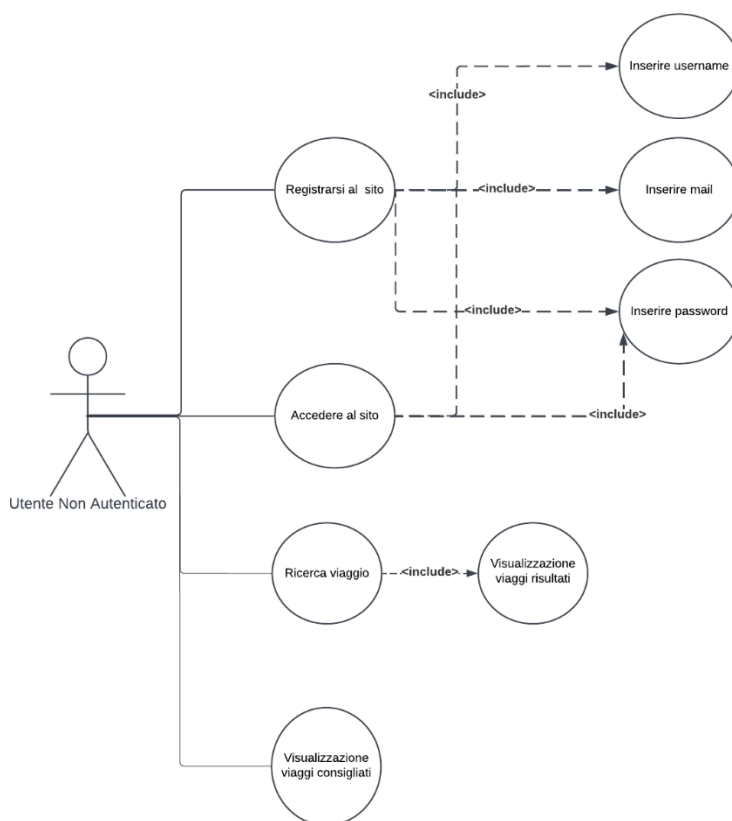 Inserire username
<include>
Registrarsi al sito
<include>
Inserire mail
<include>
Inserire password
Accedere al sito
<include>
Utente Non Autenticato
Ricerca viaggio
<include>
Visualizzazione
viaggi risultati
Visualizzazione
viaggi consigliati